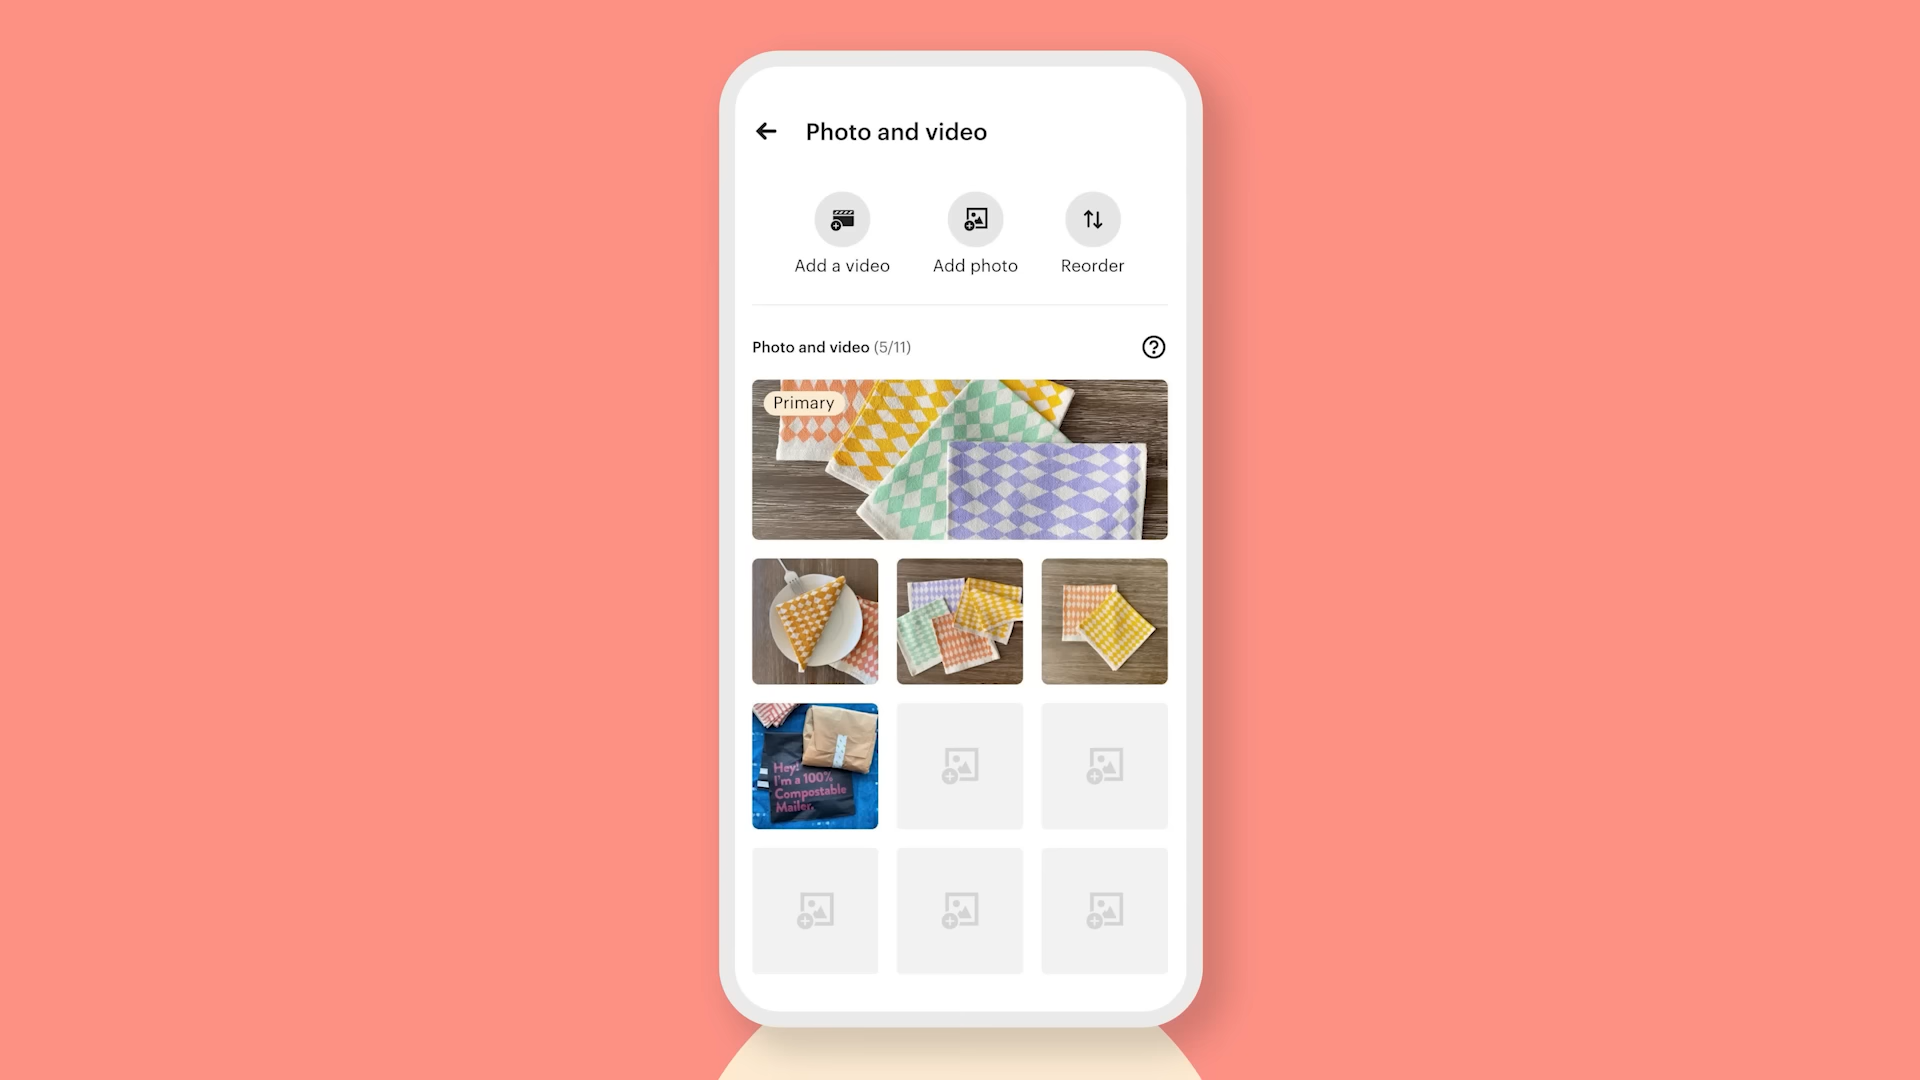 Photo and video
Add a video
Add photo
Reorder
Photo and video (5/11)
Primary
Hey!
I'm a 100%
Compostable
Mailer.